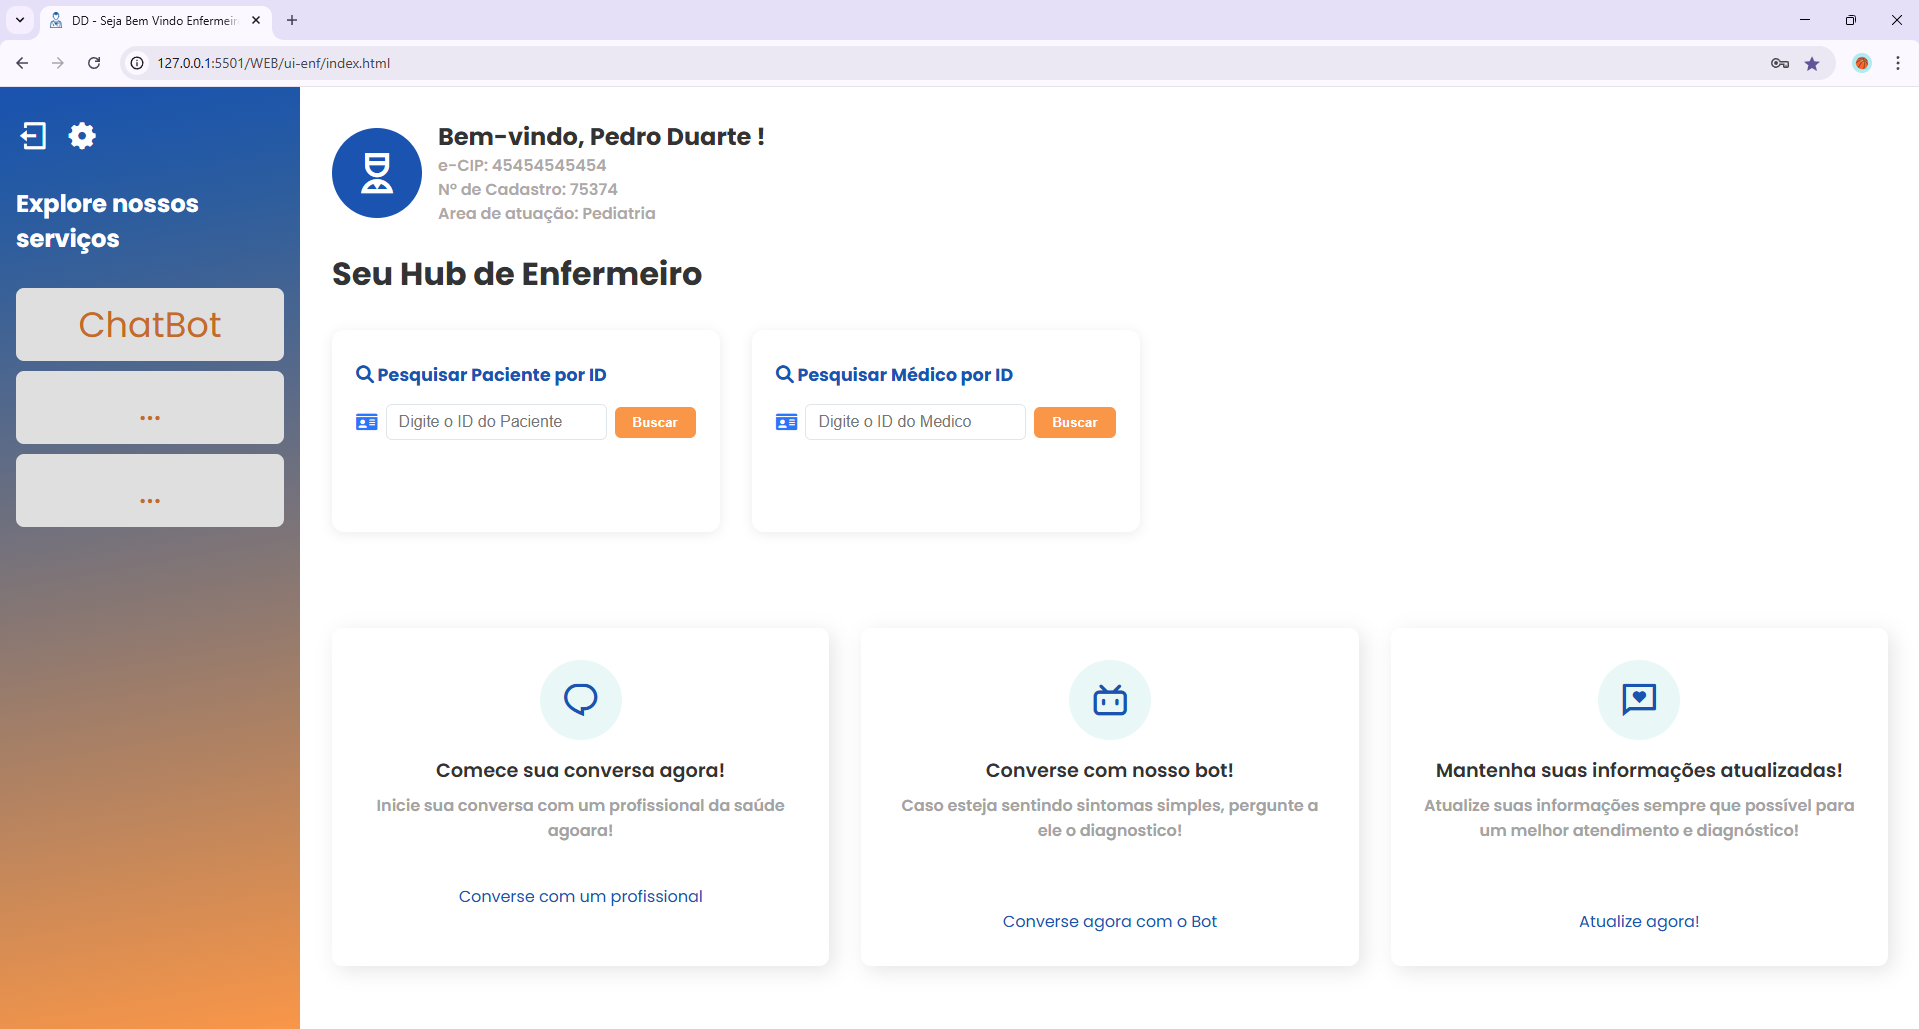 DD - Seja Bem Vindo Enfermeir
127.0.0.1:5501/WEB/ui-enf/index.html
Explore nossos
serviços
ChatBot
...
...
Bem-vindo, Pedro Duarte !
e-CIP: 45454545454
Nº de Cadastro: 75374
Area de atuação: Pediatria
Seu Hub de Enfermeiro
Pesquisar Paciente por ID
Digite o ID do Paciente
Buscar
Pesquisar Médico por ID
Digite o ID do Medico
Buscar
Comece sua conversa agora!
Inicie sua conversa com um profissional da saúde
agoara!
Converse com um profissional
Converse com nosso bot!
Caso esteja sentindo sintomas simples, pergunte a
ele o diagnostico!
Converse agora com o Bot
Mantenha suas informações atualizadas!
Atualize suas informações sempre que possível para
um melhor atendimento e diagnóstico!
Atualize agora!